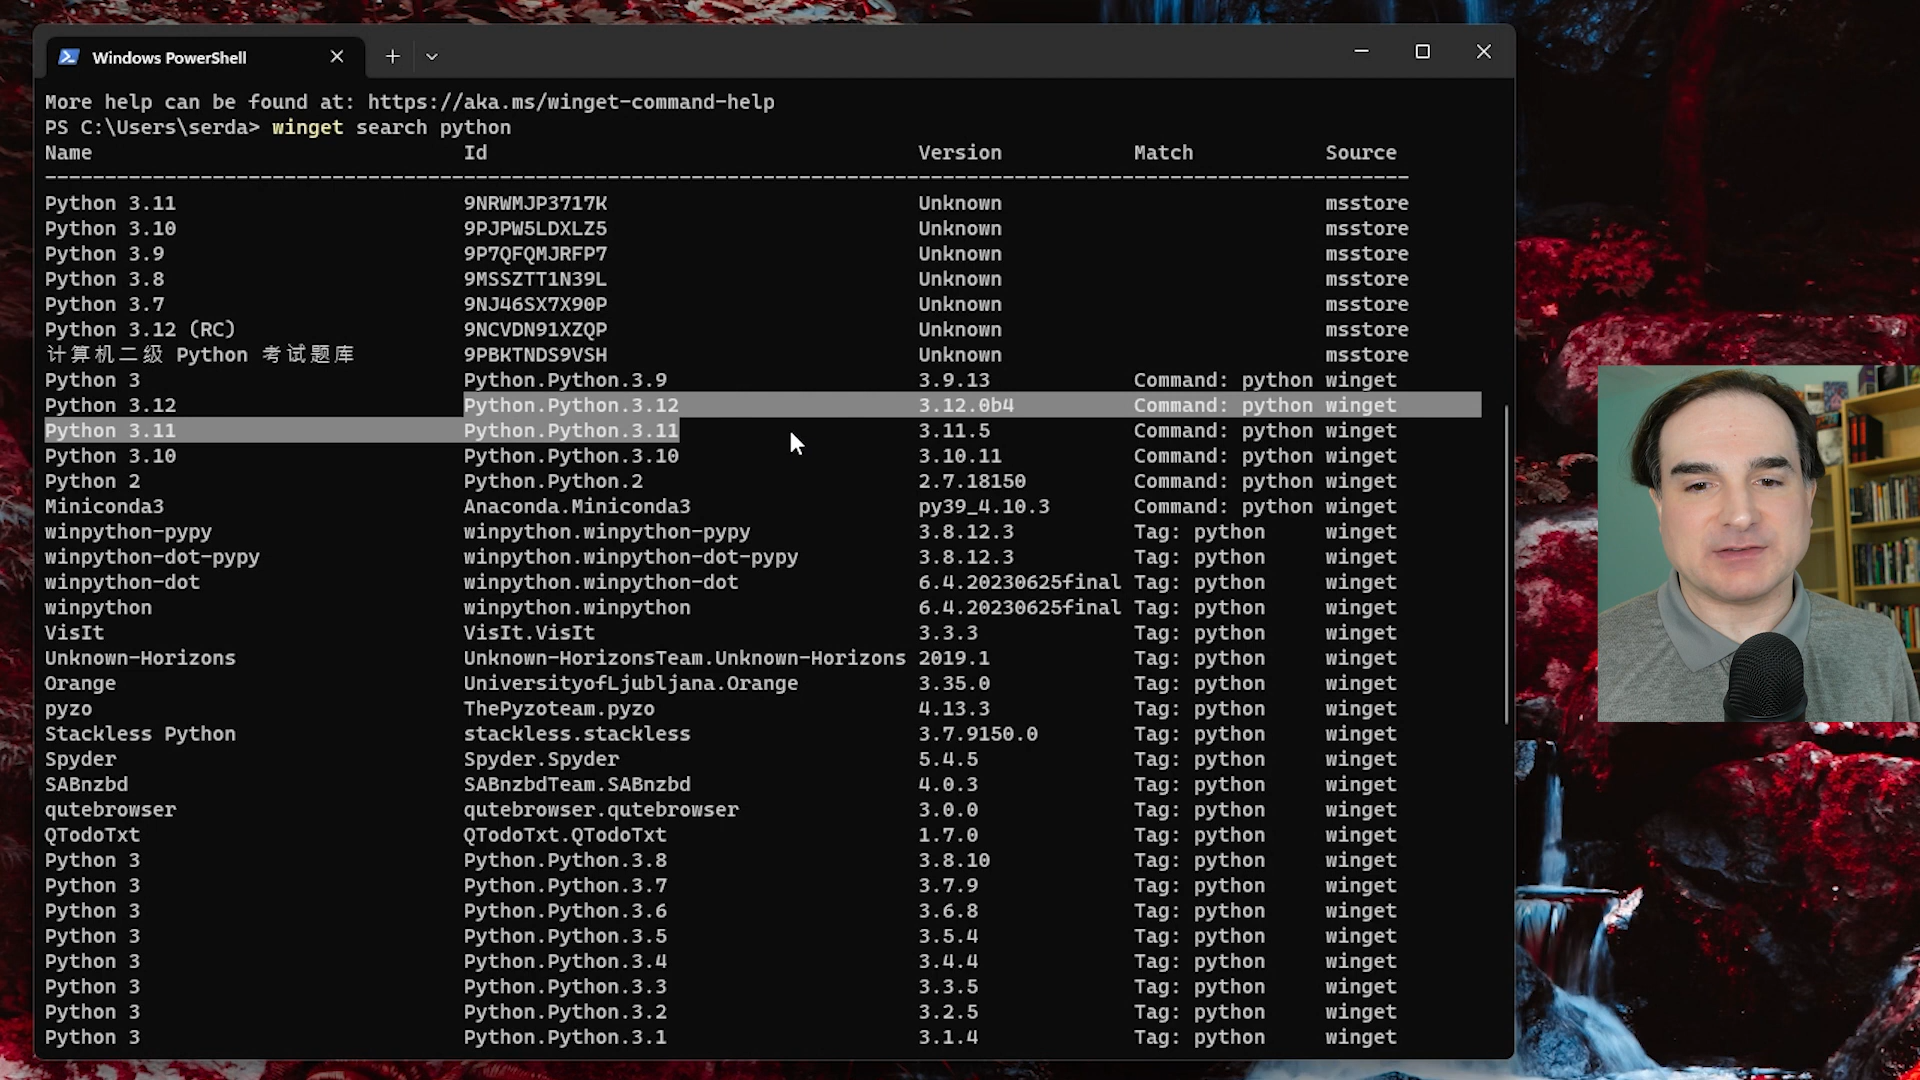 Windows PowerShell
More help can be found at: https://aka.ms/winget-command-help
PS C:\Users\serda> winget search python
Name Id Version Match Source
-----------------------------------------------------------------------------------------------------------------
Python 3.11 9NRWMJP3717K Unknown msstore
Python 3.10 9PJPW5LDXLZ5 Unknown msstore
Python 3.9 9P7QFQMJRFP7 Unknown msstore
Python 3.8 9MSSZTT1N39L Unknown msstore
Python 3.7 9NJ46SX7X90P Unknown msstore
Python 3.12 (RC) 9NCVDN91XZQP Unknown msstore
计算机二级 Python 考试题库 9PBKTNDS9VSH Unknown msstore
Python 3 Python.Python.3.9 3.9.13 Command: python winget
Python 3.12 Python.Python.3.12 3.12.0b4 Command: python winget
Python 3.11 Python.Python.3.11 3.11.5 Command: python winget
Python 3.10 Python.Python.3.10 3.10.11 Command: python winget
Python 2 Python.Python.2 2.7.18150 Command: python winget
Miniconda3 Anaconda.Miniconda3 py39_4.10.3 Command: python winget
winpython-pypy winpython.winpython-pypy 3.8.12.3 Tag: python winget
winpython-dot-pypy winpython.winpython-dot-pypy 3.8.12.3 Tag: python winget
winpython-dot winpython.winpython-dot 6.4.20230625final Tag: python winget
winpython winpython.winpython 6.4.20230625final Tag: python winget
VisIt VisIt.VisIt 3.3.3 Tag: python winget
Unknown-Horizons Unknown-HorizonsTeam.Unknown-Horizons 2019.1 Tag: python winget
Orange UniversityofLjubljana.Orange 3.35.0 Tag: python winget
pyzo ThePyzoteam.pyzo 4.13.3 Tag: python winget
Stackless Python stackless.stackless 3.7.9150.0 Tag: python winget
Spyder Spyder.Spyder 5.4.5 Tag: python winget
SABnzbd SABnzbdTeam.SABnzbd 4.0.3 Tag: python winget
qutebrowser qutebrowser.qutebrowser 3.0.0 Tag: python winget
QTodoTxt QTodoTxt.QTodoTxt 1.7.0 Tag: python winget
Python 3 Python.Python.3.8 3.8.10 Tag: python winget
Python 3 Python.Python.3.7 3.7.9 Tag: python winget
Python 3 Python.Python.3.6 3.6.8 Tag: python winget
Python 3 Python.Python.3.5 3.5.4 Tag: python winget
Python 3 Python.Python.3.4 3.4.4 Tag: python winget
Python 3 Python.Python.3.3 3.3.5 Tag: python winget
Python 3 Python.Python.3.2 3.2.5 Tag: python winget
Python 3 Python.Python.3.1 3.1.4 Tag: python winget